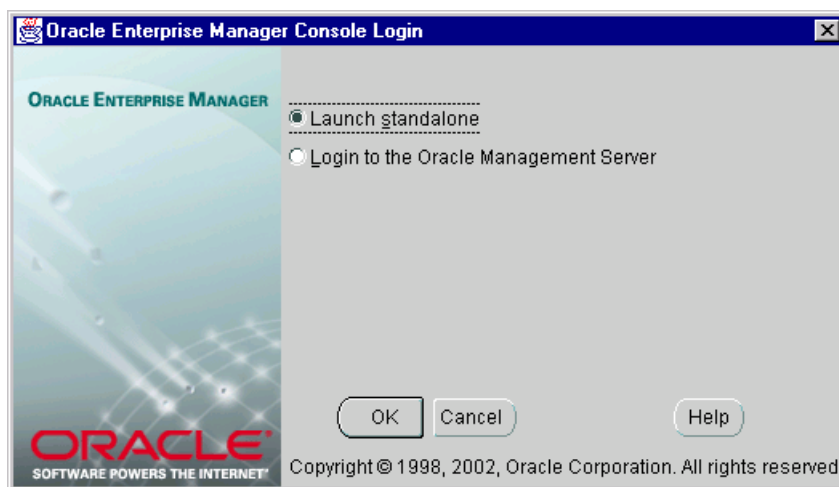 Oracle Enterprise Manager Console Login
ORACLE ENTERPRISE MANAGER
Launch standalone
Login to the Oracle Management Server
OK
Cancel
Help
ORACLE®
SOFTWARE POWERS THE INTERNET™
Copyright © 1998, 2002, Oracle Corporation. All rights reserved